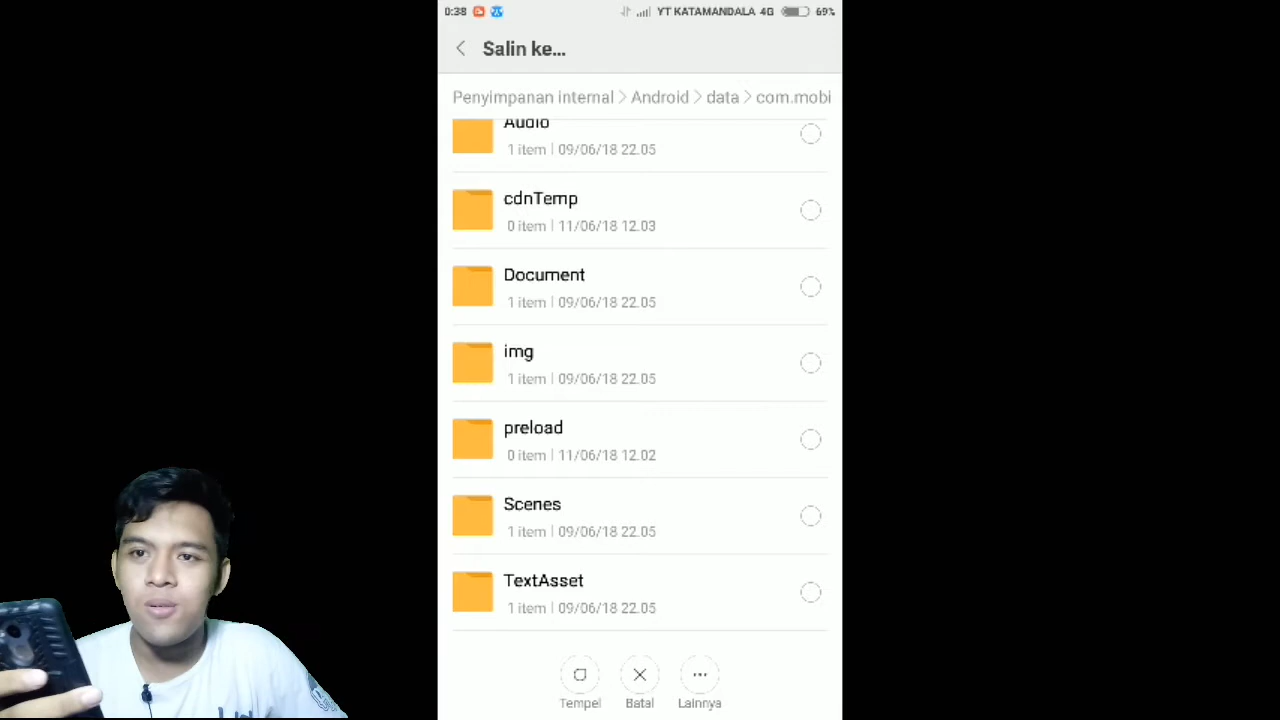 0:38 YT KATAMANDALA 4G 69%
Salin ke...
Penyimpanan internal > Android > data > com.mobi
Audio
1 item | 09/06/18 22.05
cdnTemp
0 item | 11/06/18 12.03
Document
1 item | 09/06/18 22.05
img
1 item | 09/06/18 22.05
preload
0 item | 11/06/18 12.02
Scenes
1 item | 09/06/18 22.05
TextAsset
1 item | 09/06/18 22.05
Tempel Batal Lainnya